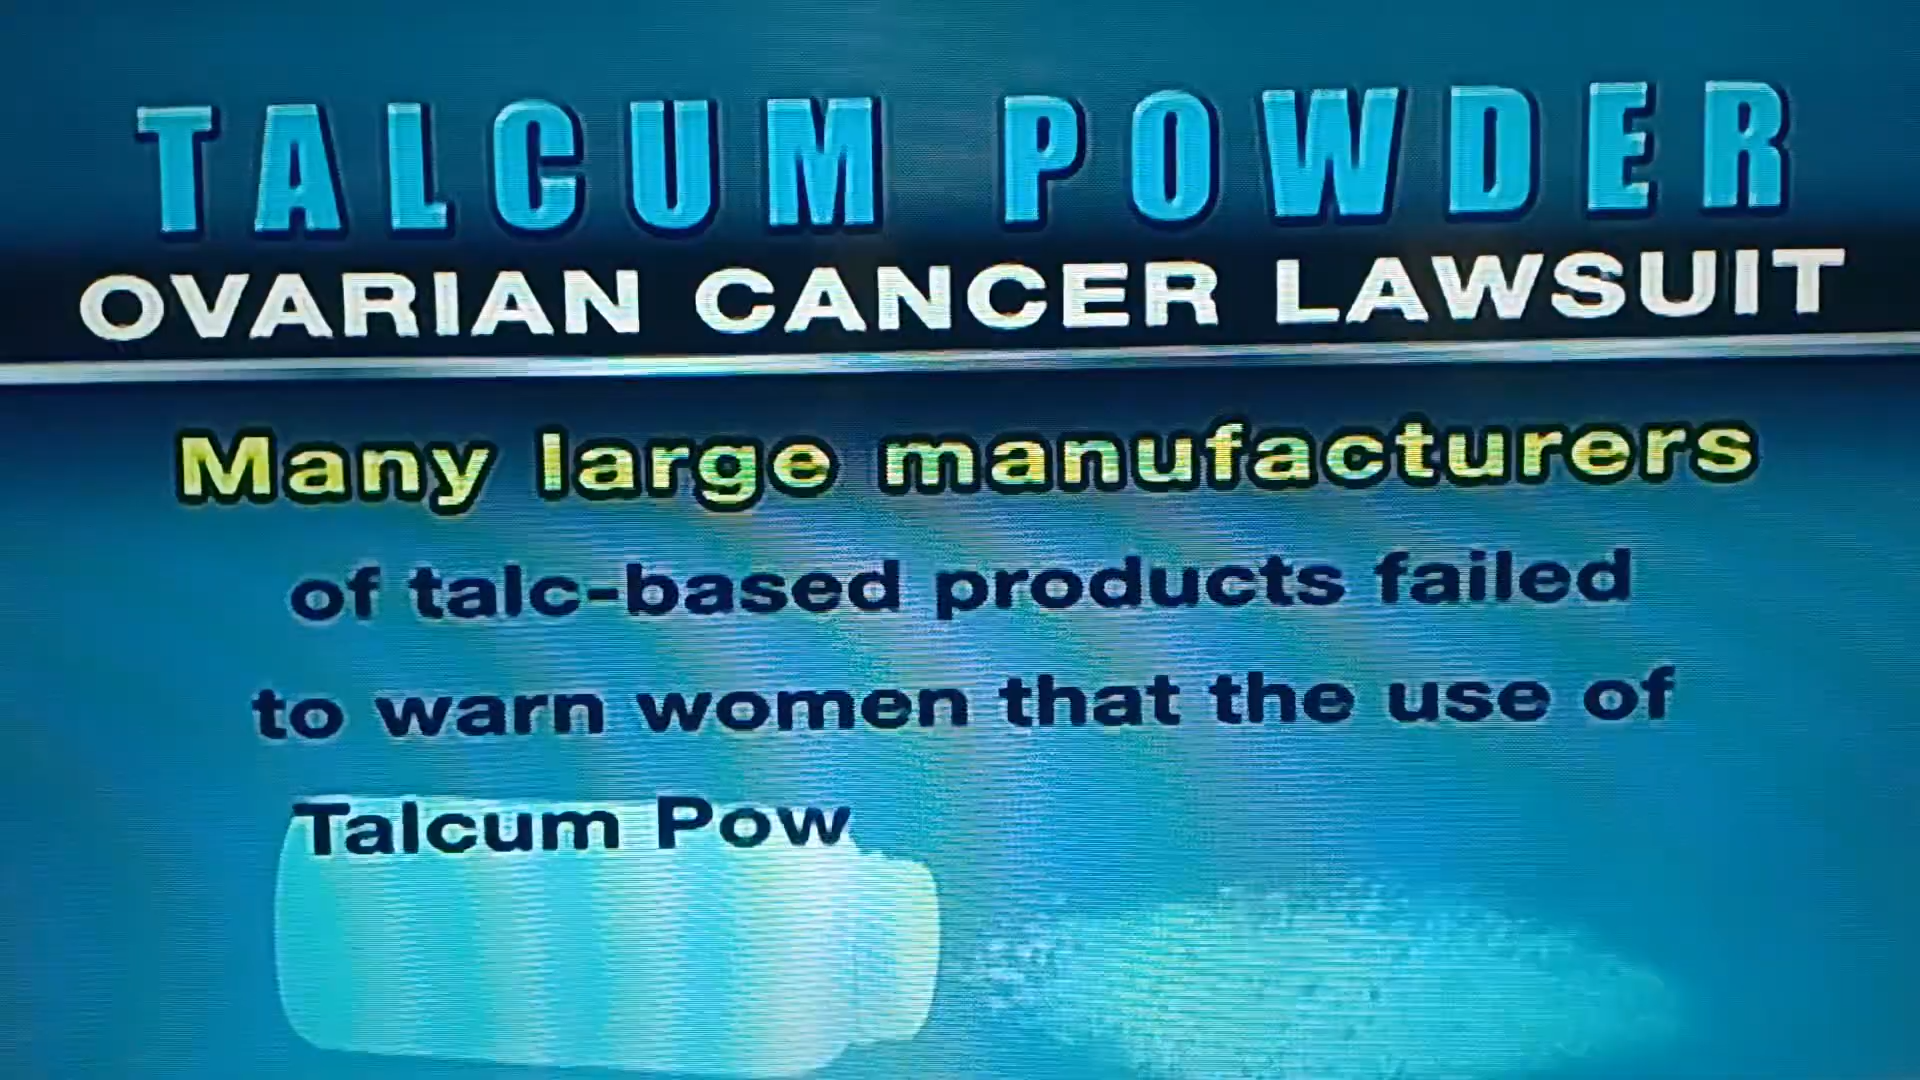 TALCUM POWDER
OVARIAN CANCER LAWSUIT
Many large manufacturers
of talc-based products failed
to warn women that the use of
Talcum Pow